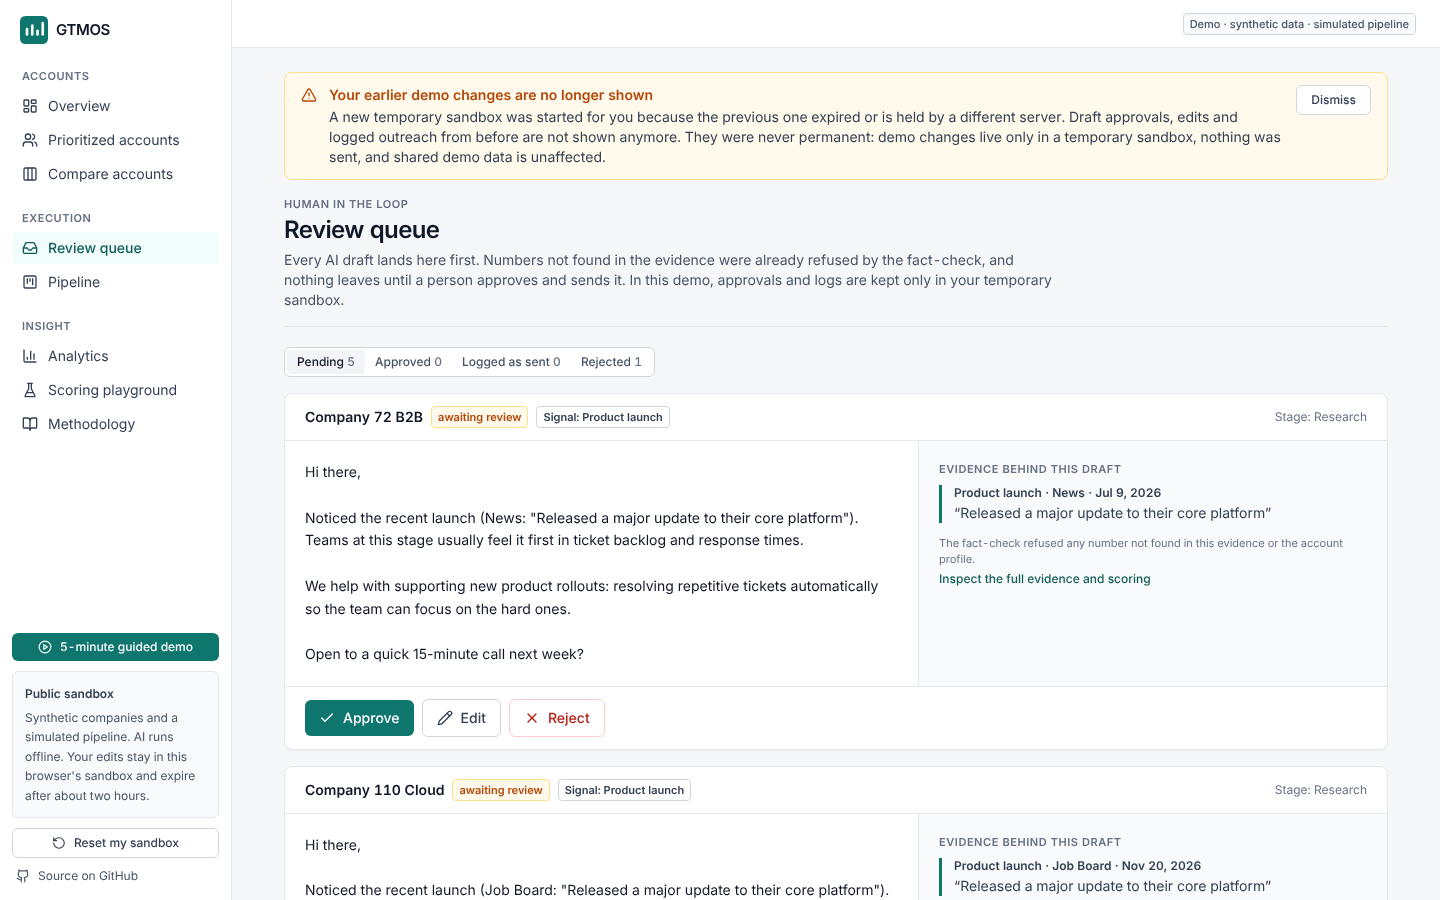 GTMOS
Demo · synthetic data · simulated pipeline
ACCOUNTS
Overview
Prioritized accounts
Compare accounts
EXECUTION
Review queue
Pipeline
INSIGHT
Analytics
Scoring playground
Methodology
5-minute guided demo
Public sandbox
Synthetic companies and a
simulated pipeline. AI runs
offline. Your edits stay in this
browser's sandbox and expire
after about two hours.
Reset my sandbox
Source on GitHub
Your earlier demo changes are no longer shown
A new temporary sandbox was started for you because the previous one expired or is held by a different server. Draft approvals, edits and
logged outreach from before are not shown anymore. They were never permanent: demo changes live only in a temporary sandbox, nothing was
sent, and shared demo data is unaffected.
Dismiss
HUMAN IN THE LOOP
Review queue
Every AI draft lands here first. Numbers not found in the evidence were already refused by the fact-check, and
nothing leaves until a person approves and sends it. In this demo, approvals and logs are kept only in your temporary
sandbox.
Pending 5 Approved 0 Logged as sent 0 Rejected 1
Company 72 B2B awaiting review Signal: Product launch Stage: Research
Hi there,
Noticed the recent launch (News: "Released a major update to their core platform").
Teams at this stage usually feel it first in ticket backlog and response times.
We help with supporting new product rollouts: resolving repetitive tickets automatically
so the team can focus on the hard ones.
Open to a quick 15-minute call next week?
EVIDENCE BEHIND THIS DRAFT
Product launch · News · Jul 9, 2026
“Released a major update to their core platform”
The fact-check refused any number not found in this evidence or the account
profile.
Inspect the full evidence and scoring
Approve Edit Reject
Company 110 Cloud awaiting review Signal: Product launch Stage: Research
Hi there,
Noticed the recent launch (Job Board: "Released a major update to their core platform").
EVIDENCE BEHIND THIS DRAFT
Product launch · Job Board · Nov 20, 2026
“Released a major update to their core platform”